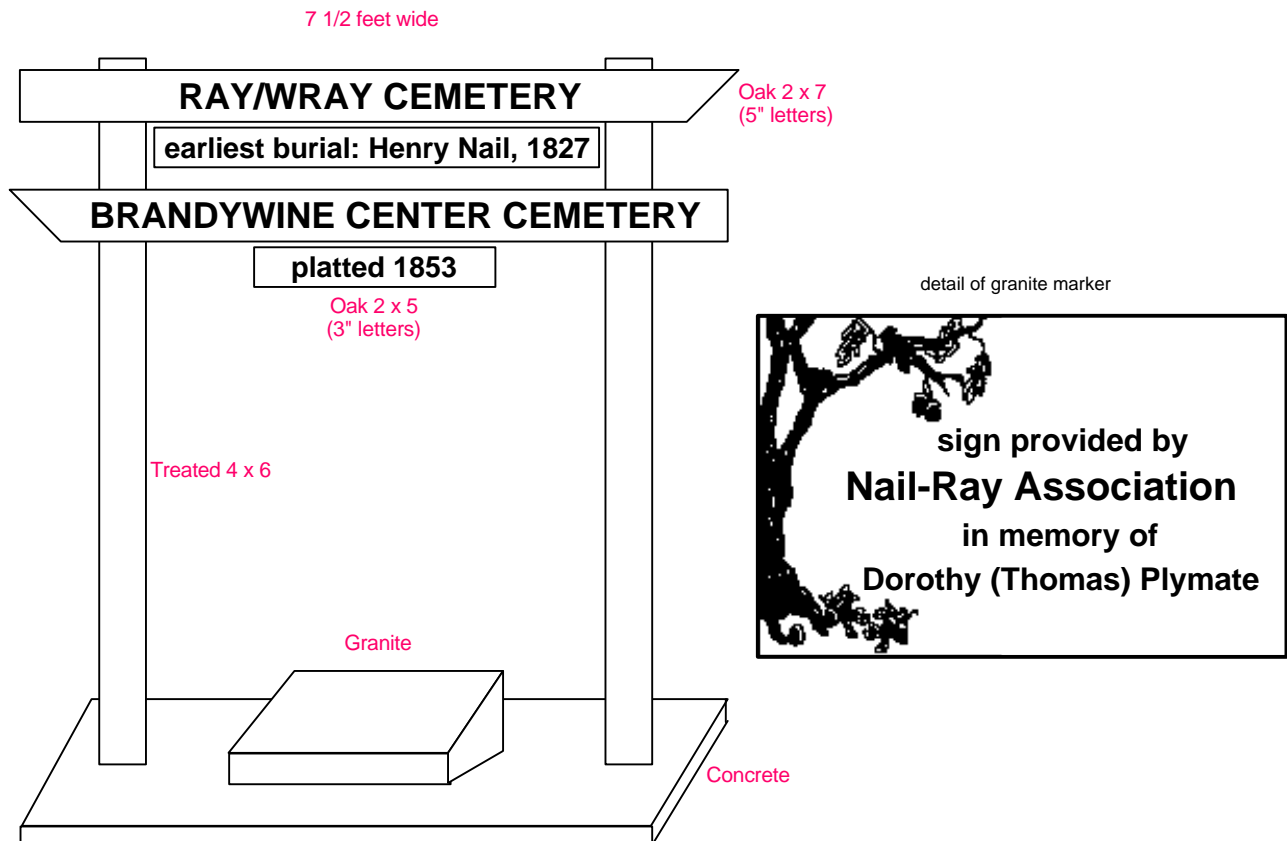 7 1/2 feet wide
RAY/WRAY CEMETERY
Oak 2 x 7
(5" letters)
earliest burial: Henry Nail, 1827
BRANDYWINE CENTER CEMETERY
platted 1853
Oak 2 x 5
(3" letters)
detail of granite marker
sign provided by
Nail-Ray Association
in memory of
Dorothy (Thomas) Plymate
Treated 4 x 6
Granite
Concrete